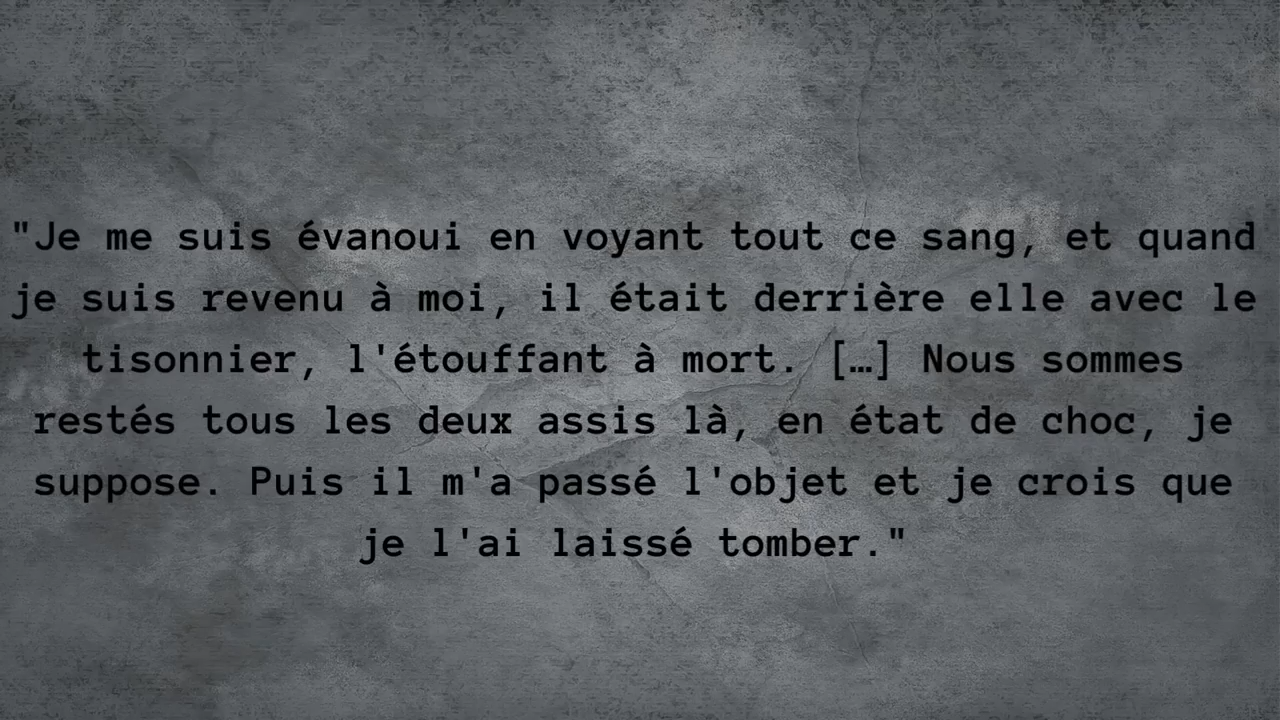 "Je me suis évanoui en voyant tout ce sang, et quand
je suis revenu à moi, il était derrière elle avec le
tisonnier, l'étouffant à mort. […] Nous sommes
restés tous les deux assis là, en état de choc, je
suppose. Puis il m'a passé l'objet et je crois que
je l'ai laissé tomber."